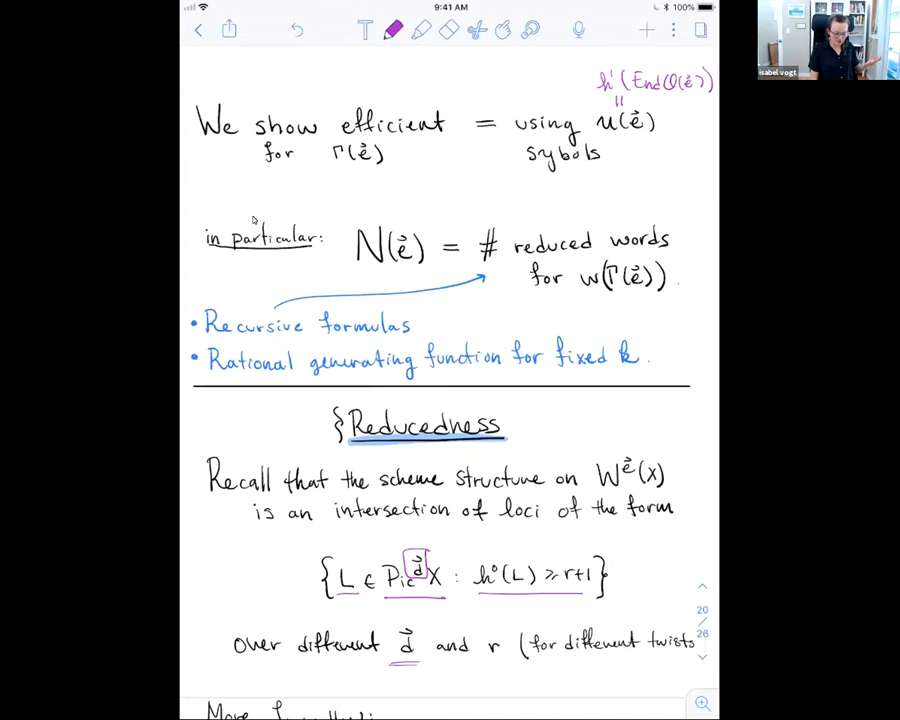 9:41 AM
100%
isabel vogt
h¹(End O(e⃗))
||
We show efficient = using u(e⃗)
for Γ(e⃗) sybols
in particular: N(e⃗) = # reduced words
for w(Γ(e⃗)).
• Recursive formulas
• Rational generating function for fixed k.
§ Reducedness
Recall that the scheme structure on W^e⃗(X)
is an intersection of loci of the form
{L ∈ Pic^d⃗ X : h⁰(L) ≥ r+1}
over different d⃗ and r (for different twists
20
/
26